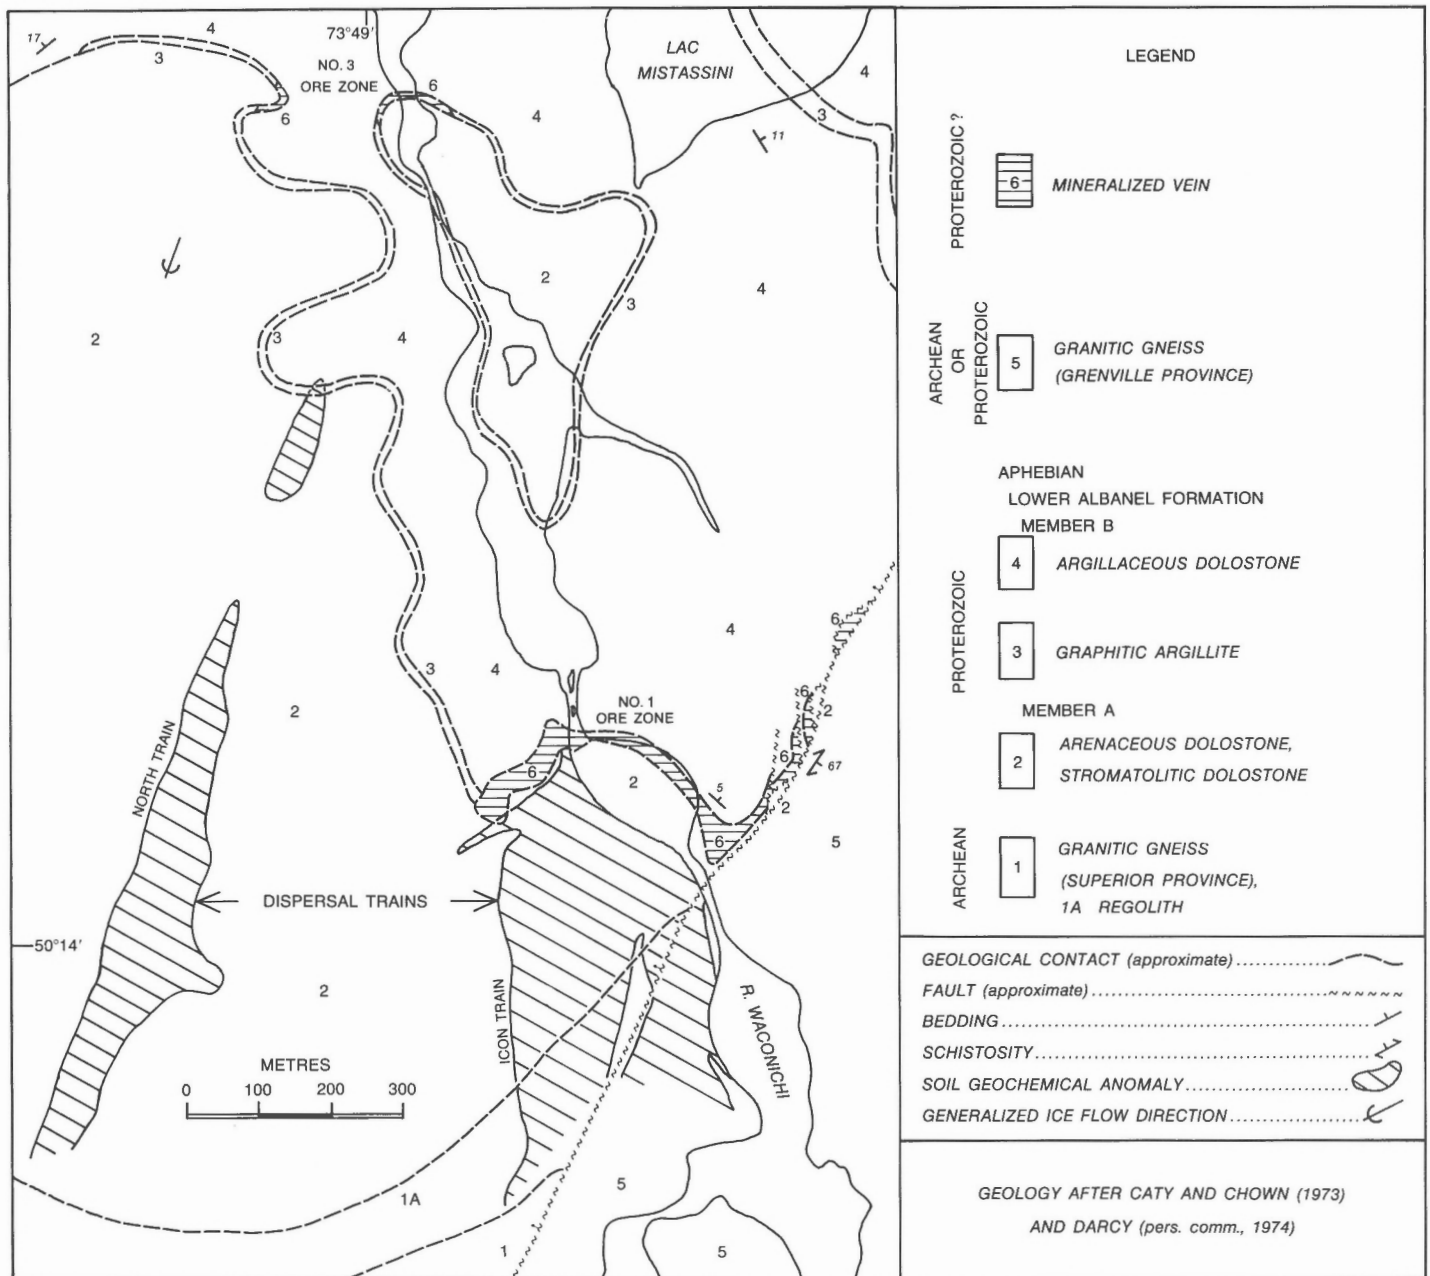 17
4
3
73°49'
NO. 3
ORE ZONE
6
6
4
LAC
MISTASSINI
4
3
11
2
3
4
2
3
4
4
3
4
2
NO. 1
ORE ZONE
6
6
2
6
67
6
2
5
2
6
5
NORTH TRAIN
DISPERSAL TRAINS
50°14'
2
ICON TRAIN
R. WACONICHI
METRES
0 100 200 300
1A
5
1
5
LEGEND
PROTEROZOIC ?
6 MINERALIZED VEIN
ARCHEAN
OR
PROTEROZOIC
5 GRANITIC GNEISS
(GRENVILLE PROVINCE)
APHEBIAN
LOWER ALBANEL FORMATION
MEMBER B
PROTEROZOIC
4 ARGILLACEOUS DOLOSTONE
3 GRAPHITIC ARGILLITE
MEMBER A
2 ARENACEOUS DOLOSTONE,
STROMATOLITIC DOLOSTONE
ARCHEAN
1 GRANITIC GNEISS
(SUPERIOR PROVINCE),
1A REGOLITH
GEOLOGICAL CONTACT (approximate)
FAULT (approximate)
BEDDING
SCHISTOSITY
SOIL GEOCHEMICAL ANOMALY
GENERALIZED ICE FLOW DIRECTION
GEOLOGY AFTER CATY AND CHOWN (1973)
AND DARCY (pers. comm., 1974)